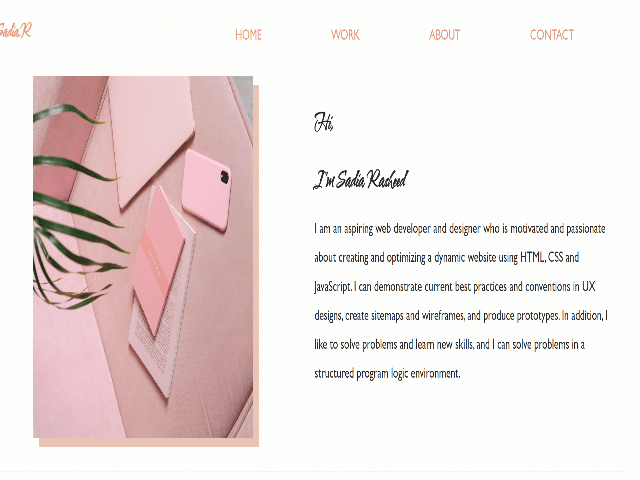 Sadia.R
HOME WORK ABOUT CONTACT
Hi,
I'm Sadia Rasheed
I am an aspiring web developer and designer who is motivated and passionate
about creating and optimizing a dynamic website using HTML, CSS and
JavaScript. I can demonstrate current best practices and conventions in UX
designs, create sitemaps and wireframes, and produce prototypes. In addition, I
like to solve problems and learn new skills, and I can solve problems in a
structured program logic environment.